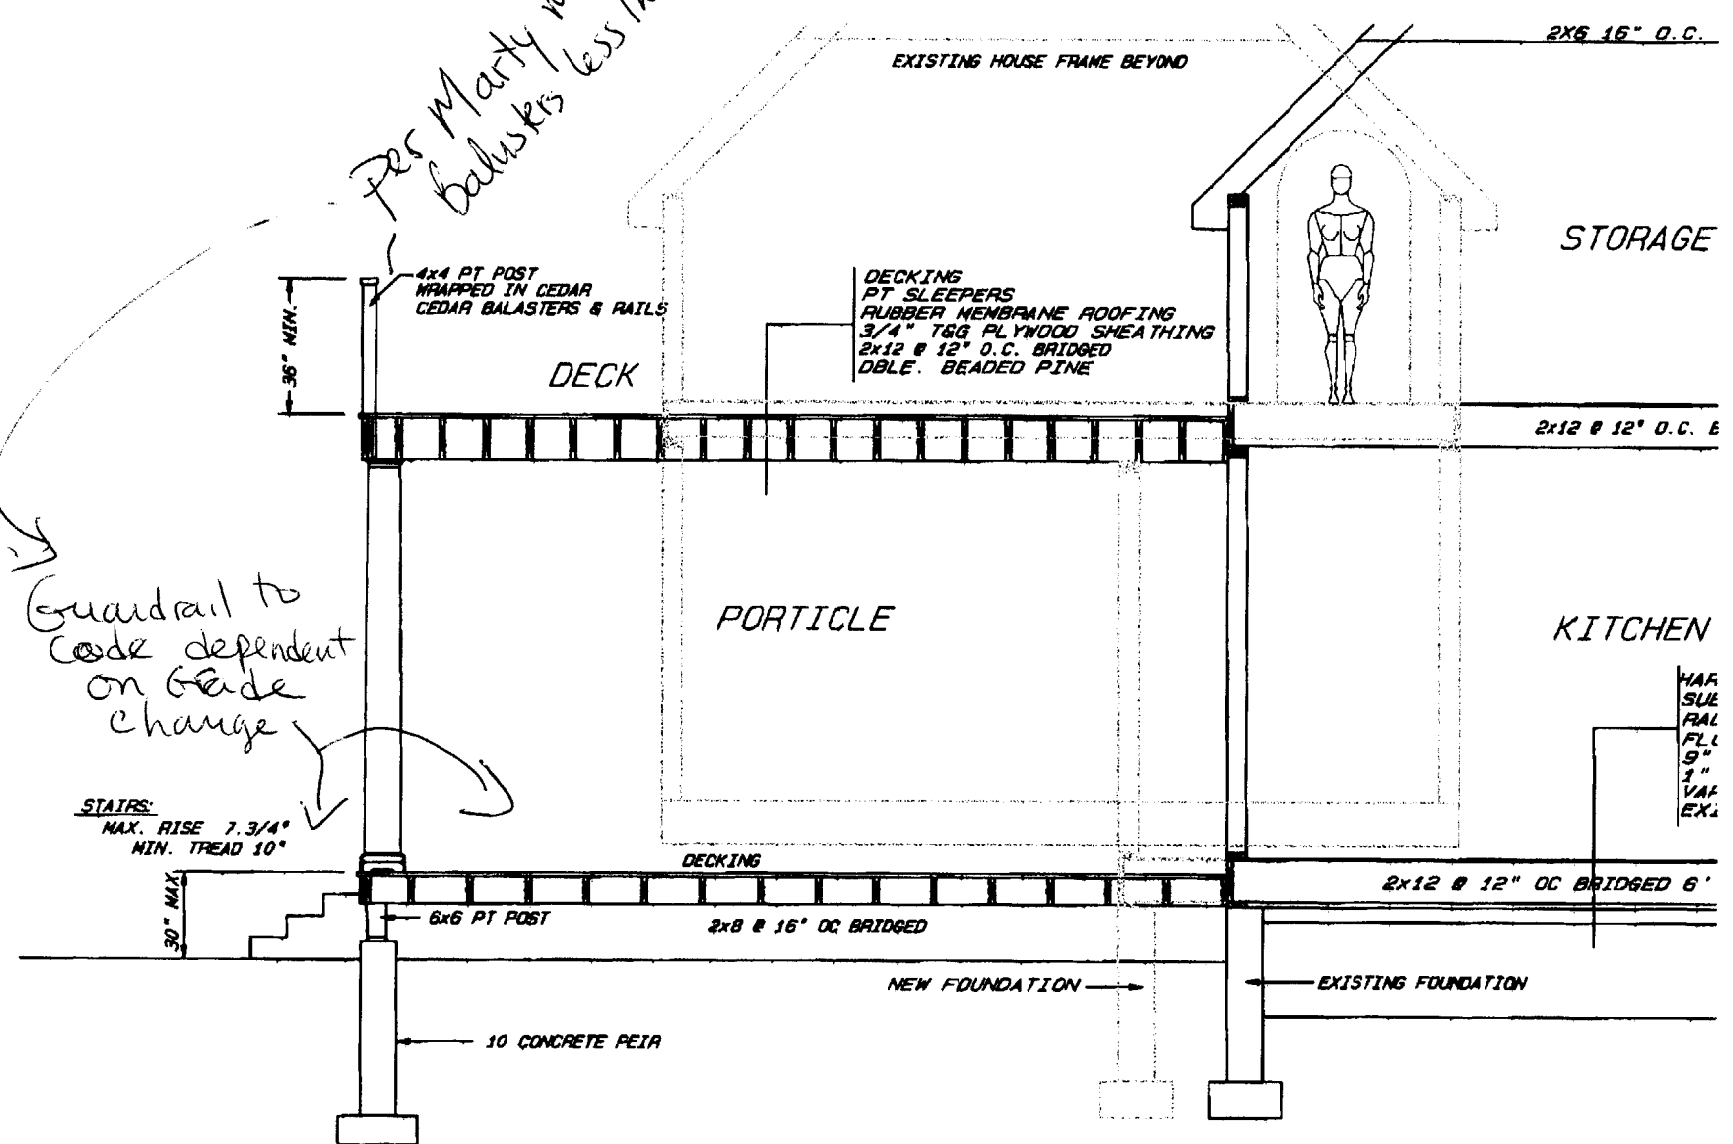 Per Marty
balusters less
2X6 16" O.C.
EXISTING HOUSE FRAME BEYOND
STORAGE
4x4 PT POST
WRAPPED IN CEDAR
CEDAR BALASTERS & RAILS
36" MIN.
DECK
DECKING
PT SLEEPERS
RUBBER MEMBRANE ROOFING
3/4" T&G PLYWOOD SHEATHING
2x12 @ 12" O.C. BRIDGED
DBLE. BEADED PINE
2x12 @ 12" O.C.
Guardrail to
Code dependent
on Grade
change
PORTICLE
KITCHEN
9"
1"
STAIRS:
MAX. RISE 7.3/4"
MIN. TREAD 10"
30" MAX
DECKING
6x6 PT POST
2x8 @ 16" OC BRIDGED
2x12 @ 12" OC BRIDGED 6'
NEW FOUNDATION
EXISTING FOUNDATION
10 CONCRETE PEIR